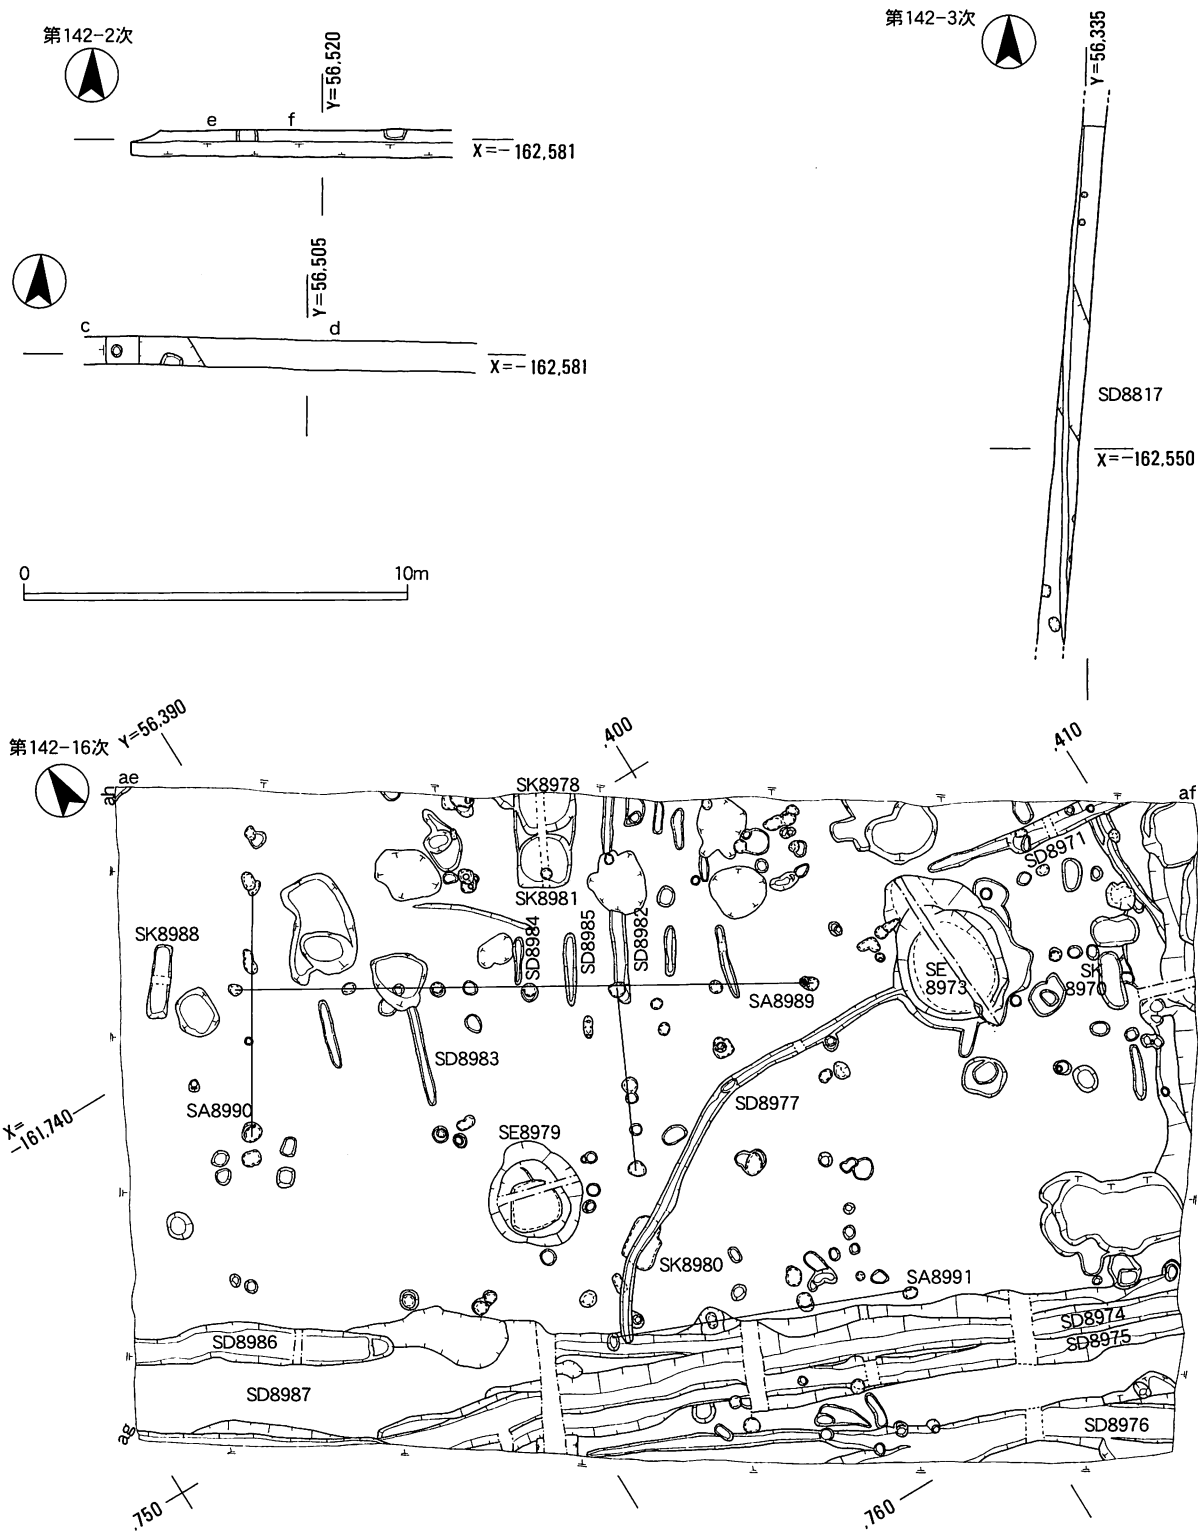 第142-2次
Y=56,520
e
f
X=-162,581
Y=56,505
c
d
X=-162,581
0
10m
第142-3次
Y=56,335
SD8817
X=-162,550
第142-16次
Y=56,390
,400
,410
ae
ah
af
SK8978
SD8971
SK8981
SK8988
SD8984
SD8985
SD8982
SE
8973
SK
8970
SA8989
SD8983
SD8977
SA8990
X=
-161,740
SE8979
SK8980
SA8991
SD8974
SD8975
SD8986
SD8987
SD8976
ag
,750
,760